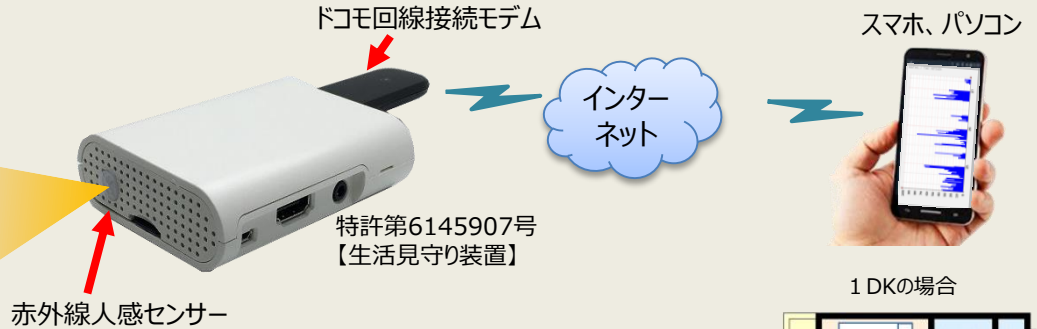 ドコモ回線接続モデム
スマホ、パソコン
インター
ネット
特許第6145907号
【生活見守り装置】
1DKの場合
赤外線人感センサー